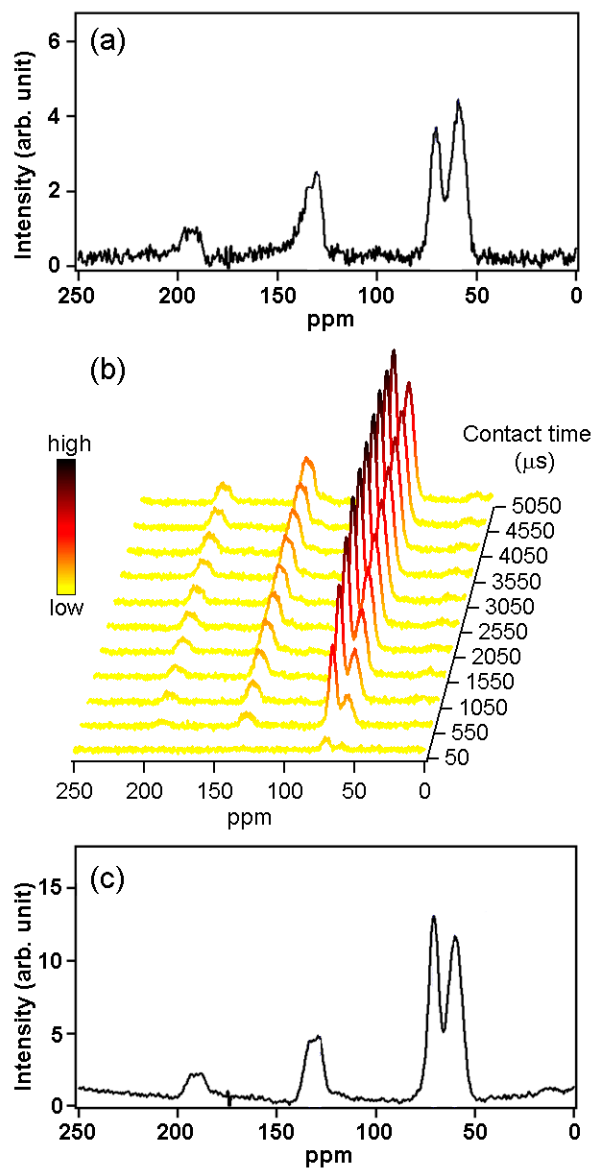 (a)
Intensity (arb. unit)
6
4
2
0
250 200 150 100 50 0
ppm
(b)
high
low
Contact time
(μs)
5050
4550
4050
3550
3050
2550
2050
1550
1050
550
50
250 200 150 100 50 0
ppm
(c)
Intensity (arb. unit)
15
10
5
0
250 200 150 100 50 0
ppm